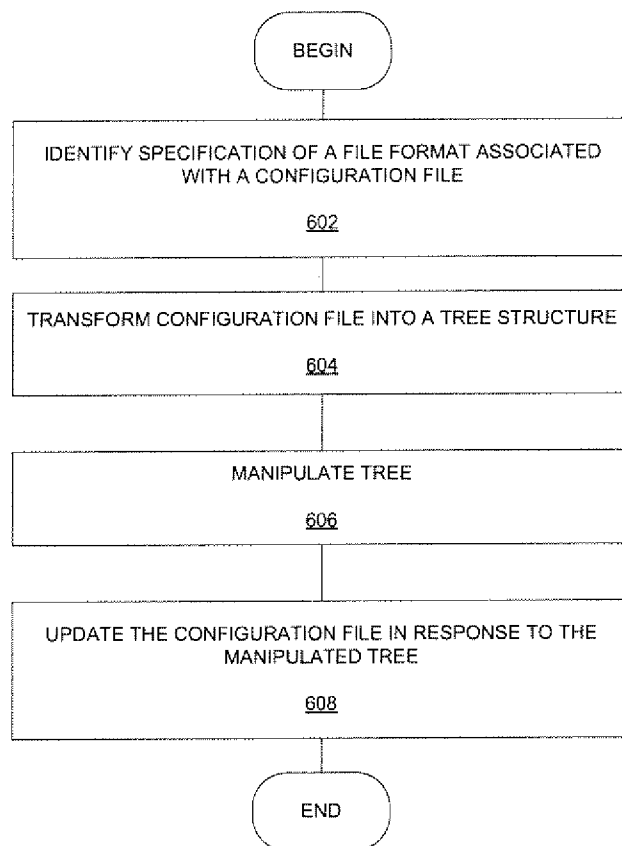 BEGIN
IDENTIFY SPECIFICATION OF A FILE FORMAT ASSOCIATED
WITH A CONFIGURATION FILE
602
TRANSFORM CONFIGURATION FILE INTO A TREE STRUCTURE
604
MANIPULATE TREE
606
UPDATE THE CONFIGURATION FILE IN RESPONSE TO THE
MANIPULATED TREE
608
END